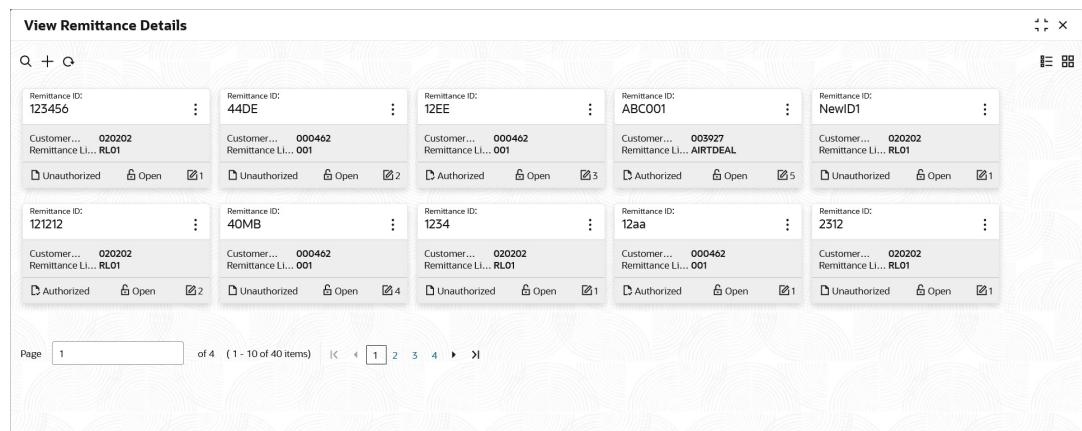 View Remittance Details
Remittance ID:
123456
Customer... 020202
Remittance Li... RL01
Unauthorized Open 1
Remittance ID:
44DE
Customer... 000462
Remittance Li... 001
Unauthorized Open 2
Remittance ID:
12EE
Customer... 000462
Remittance Li... 001
Authorized Open 3
Remittance ID:
ABC001
Customer... 003927
Remittance Li... AIRTDEAL
Authorized Open 5
Remittance ID:
NewID1
Customer... 020202
Remittance Li... RL01
Unauthorized Open 1
Remittance ID:
121212
Customer... 020202
Remittance Li... RL01
Authorized Open 2
Remittance ID:
40MB
Customer... 000462
Remittance Li... 001
Unauthorized Open 4
Remittance ID:
1234
Customer... 020202
Remittance Li... RL01
Unauthorized Open 1
Remittance ID:
12aa
Customer... 000462
Remittance Li... 001
Authorized Open 1
Remittance ID:
2312
Customer... 020202
Remittance Li... RL01
Unauthorized Open 1
Page 1 of 4 ( 1 - 10 of 40 items) 1 2 3 4